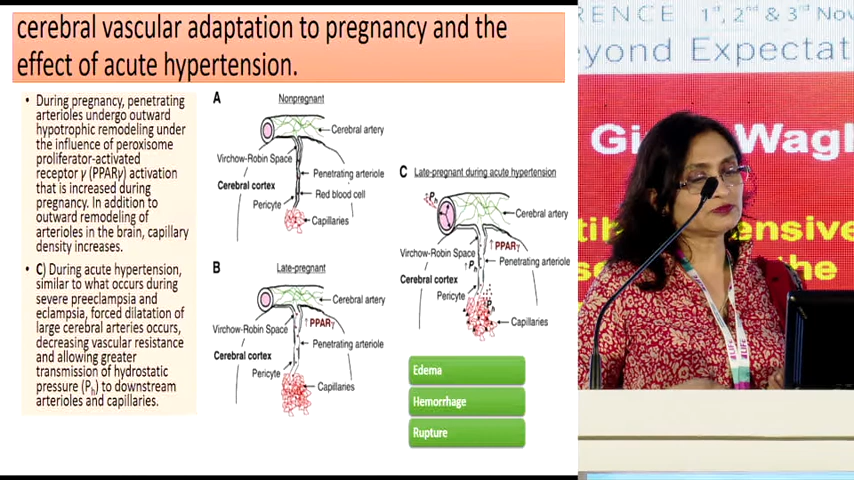 cerebral vascular adaptation to pregnancy and the
effect of acute hypertension.
• During pregnancy, penetrating
arterioles undergo outward
hypotrophic remodeling under
the influence of peroxisome
proliferator-activated
receptor γ (PPARγ) activation
that is increased during
pregnancy. In addition to
outward remodeling of
arterioles in the brain, capillary
density increases.
• C) During acute hypertension,
similar to what occurs during
severe preeclampsia and
eclampsia, forced dilatation of
large cerebral arteries occurs,
decreasing vascular resistance
and allowing greater
transmission of hydrostatic
pressure (Ph) to downstream
arterioles and capillaries.
A
Nonpregnant
Cerebral artery
Virchow-Robin Space
Penetrating arteriole
Cerebral cortex
Red blood cell
Pericyte
Capillaries
B
Late-pregnant
Cerebral artery
↑ PPARγ
Virchow-Robin Space
Penetrating arteriole
Cerebral cortex
Pericyte
Capillaries
C
Late-pregnant during acute hypertension
↑Ph
Cerebral artery
↑ PPARγ
Virchow-Robin Space
↑Ph
Penetrating arteriole
Cerebral cortex
Pericyte
Ph
Capillaries
Edema
Hemorrhage
Rupture
RENCE 1st, 2nd & 3rd Nov
eyond Expectat
Wagh
ensive
the